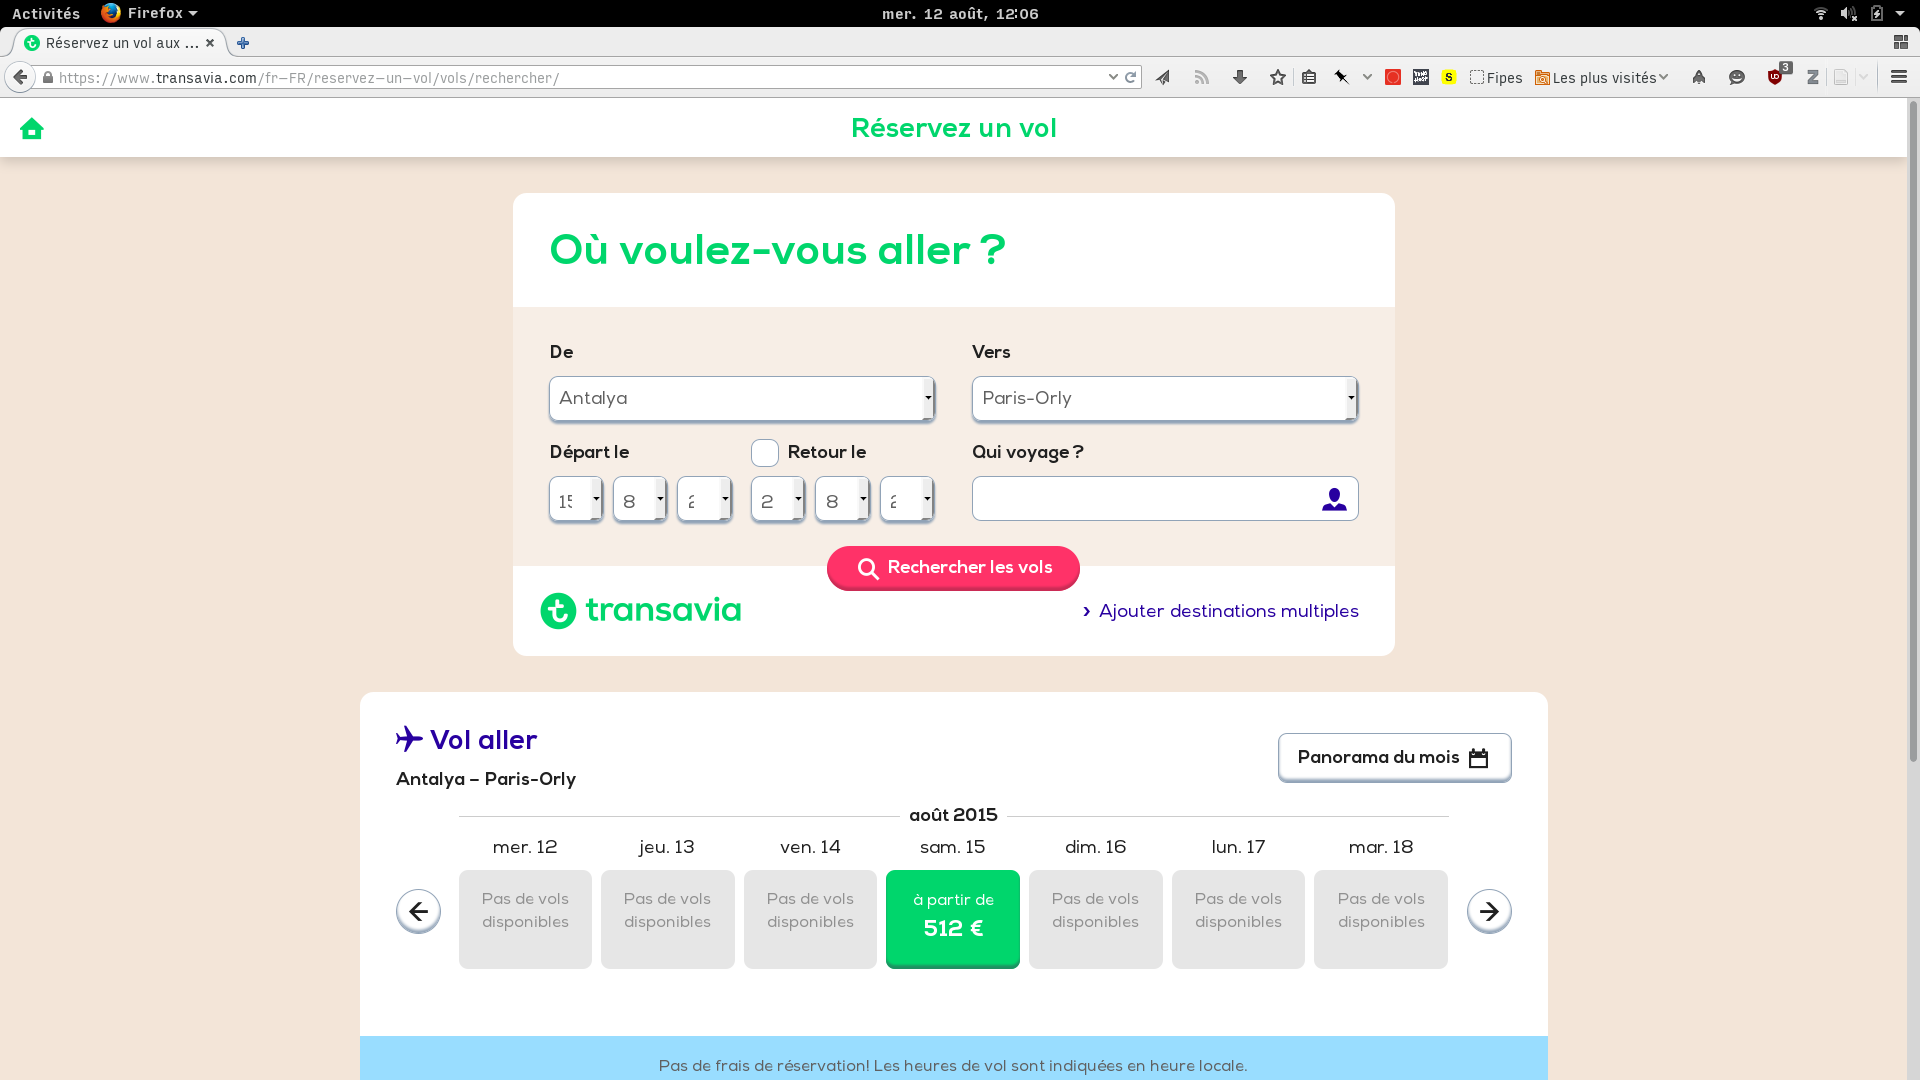 Activités Firefox mer. 12 août, 12:06
Réservez un vol aux ...
https://www.transavia.com/fr-FR/reservez-un-vol/vols/rechercher/ S Fipes Les plus visités 3 Z
Réservez un vol
Où voulez-vous aller ?
De Vers
Antalya Paris-Orly
Départ le Retour le Qui voyage ?
15 8 2 2 8 2
Rechercher les vols
transavia › Ajouter destinations multiples
Vol aller
Panorama du mois
Antalya – Paris-Orly
août 2015
mer. 12 jeu. 13 ven. 14 sam. 15 dim. 16 lun. 17 mar. 18
Pas de vols Pas de vols Pas de vols à partir de Pas de vols Pas de vols Pas de vols
disponibles disponibles disponibles 512 € disponibles disponibles disponibles
Pas de frais de réservation! Les heures de vol sont indiquées en heure locale.